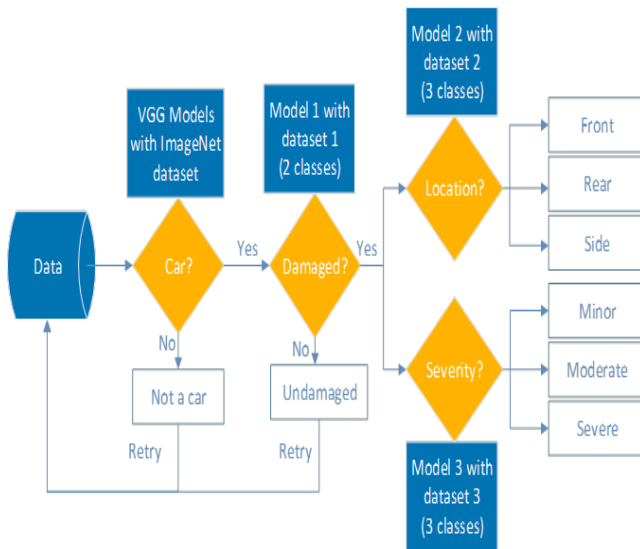 Model 2 with
dataset 2
(3 classes)
VGG Models
with ImageNet
dataset
Model 1 with
dataset 1
(2 classes)
Front
Location?
Rear
Side
Data
Car?
Yes
Damaged?
Yes
No
No
Not a car
Undamaged
Retry
Retry
Severity?
Minor
Moderate
Severe
Model 3 with
dataset 3
(3 classes)